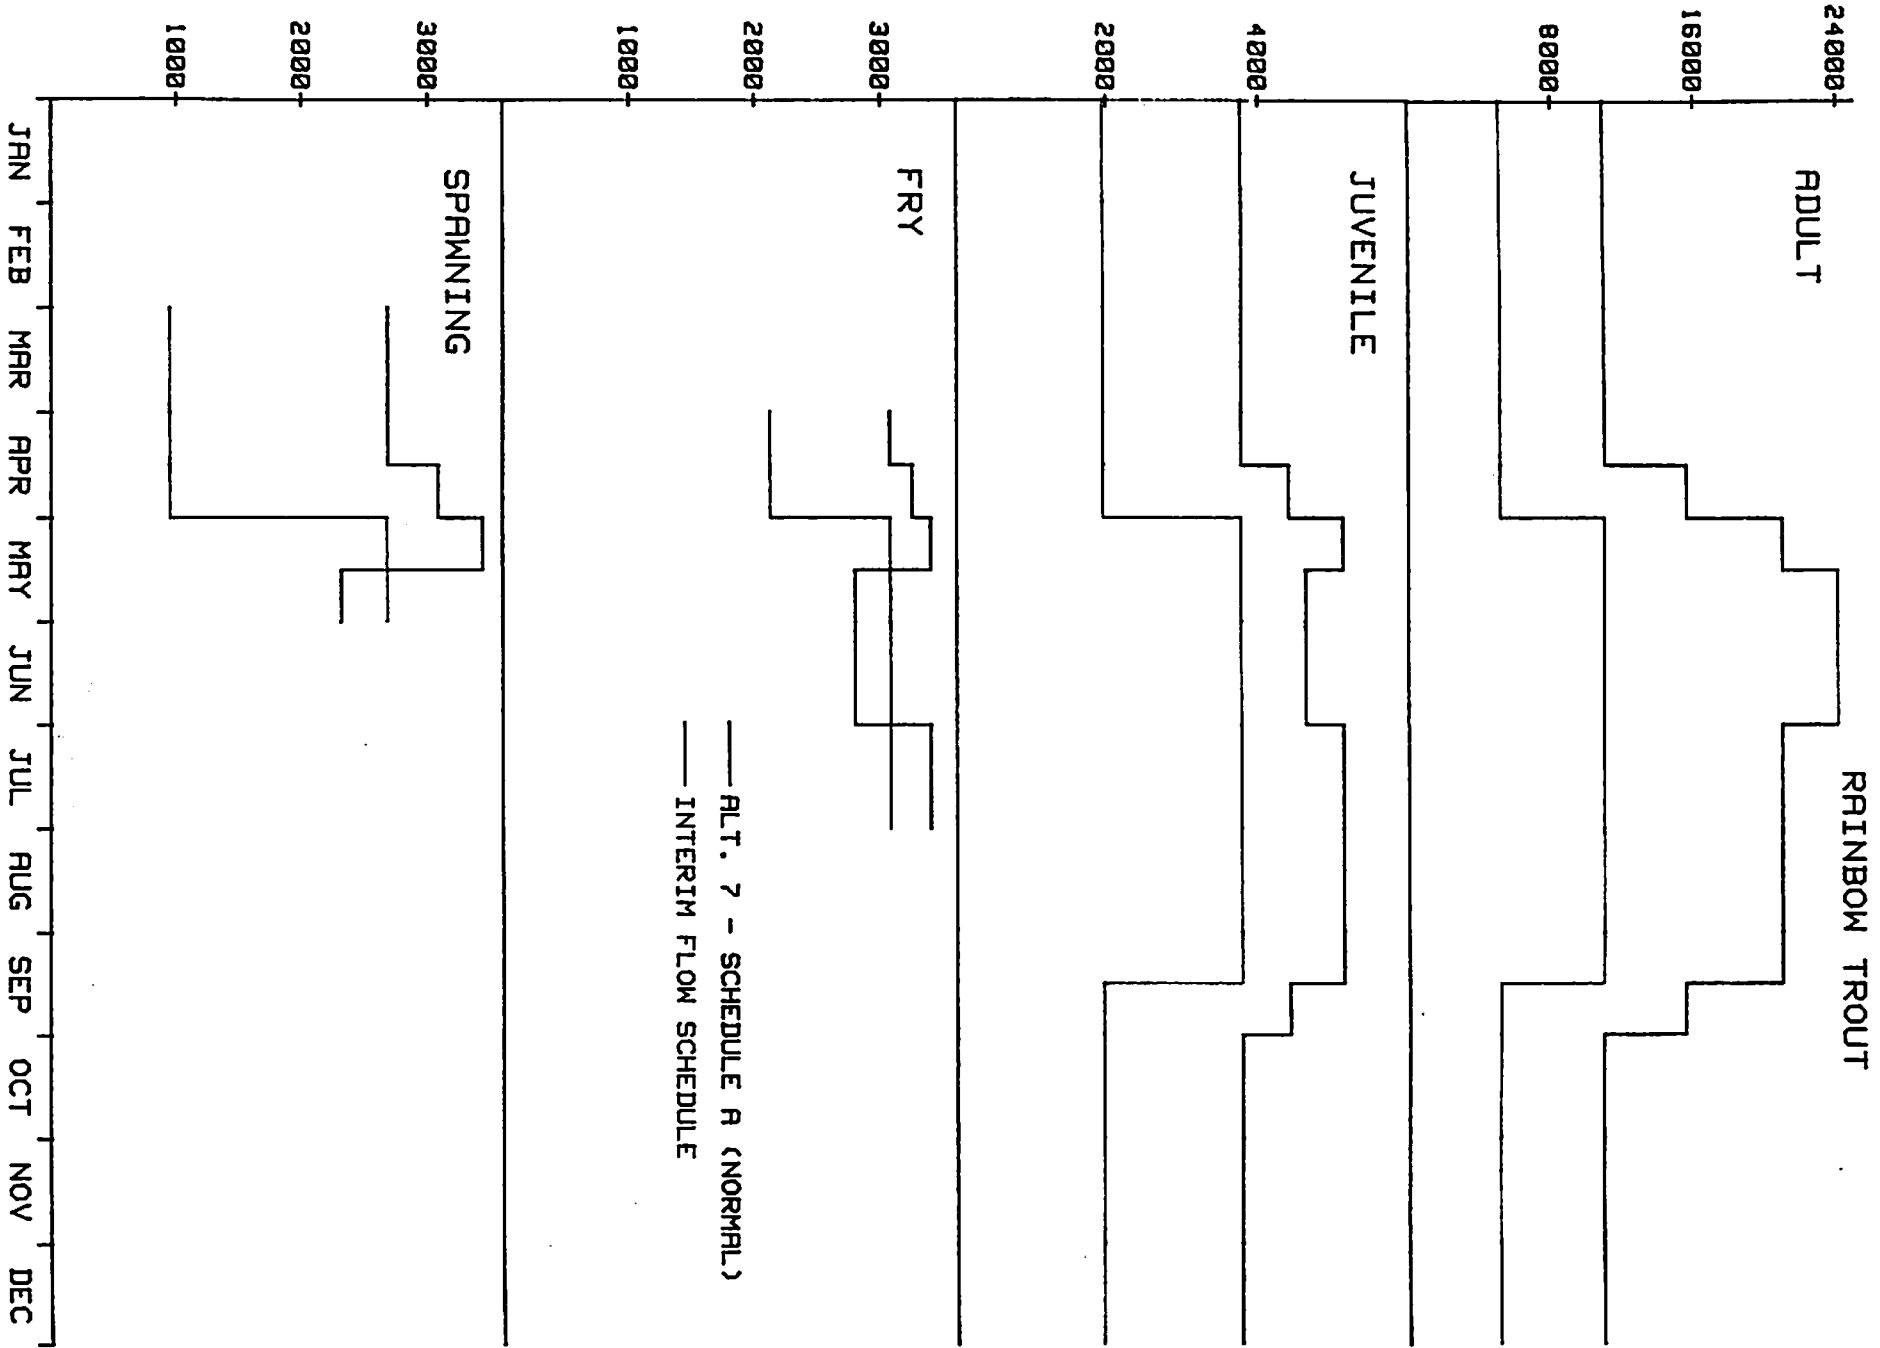 RAINBOW TROUT
24000
ADULT
16000
8000
JUVENILE
4000
2000
FRY
3000
2000
1000
ALT. 7 - SCHEDULE A (NORMAL)
INTERIM FLOW SCHEDULE
SPAWNING
3000
2000
1000
JAN FEB MAR APR MAY JUN JUL AUG SEP OCT NOV DEC